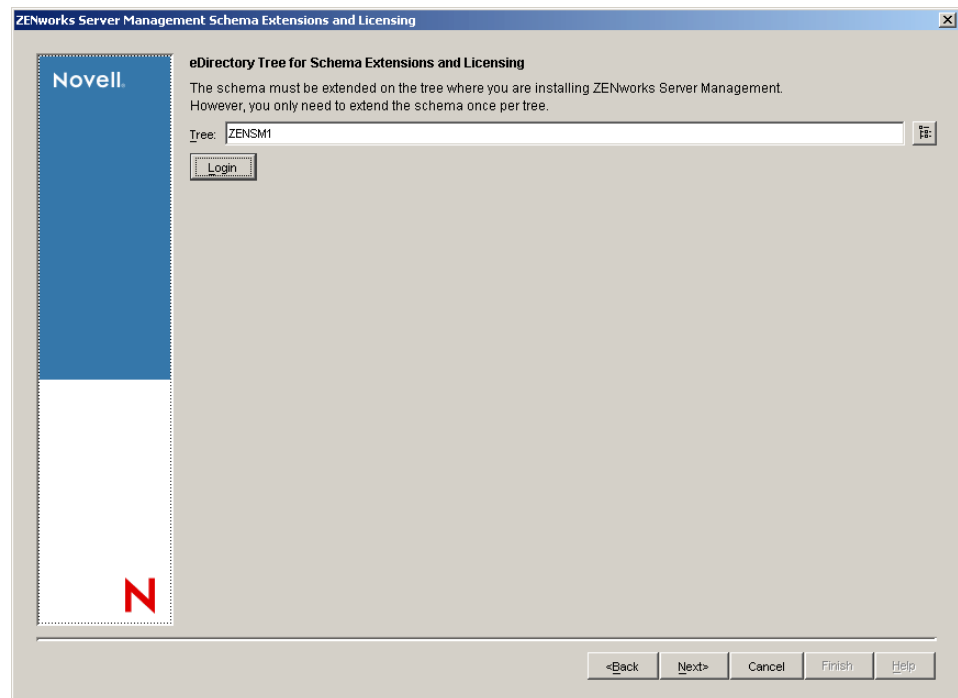 ZENworks Server Management Schema Extensions and Licensing
Novell.
eDirectory Tree for Schema Extensions and Licensing
The schema must be extended on the tree where you are installing ZENworks Server Management.
However, you only need to extend the schema once per tree.
Tree: ZENSM1
Login
N
<Back Next> Cancel Finish Help